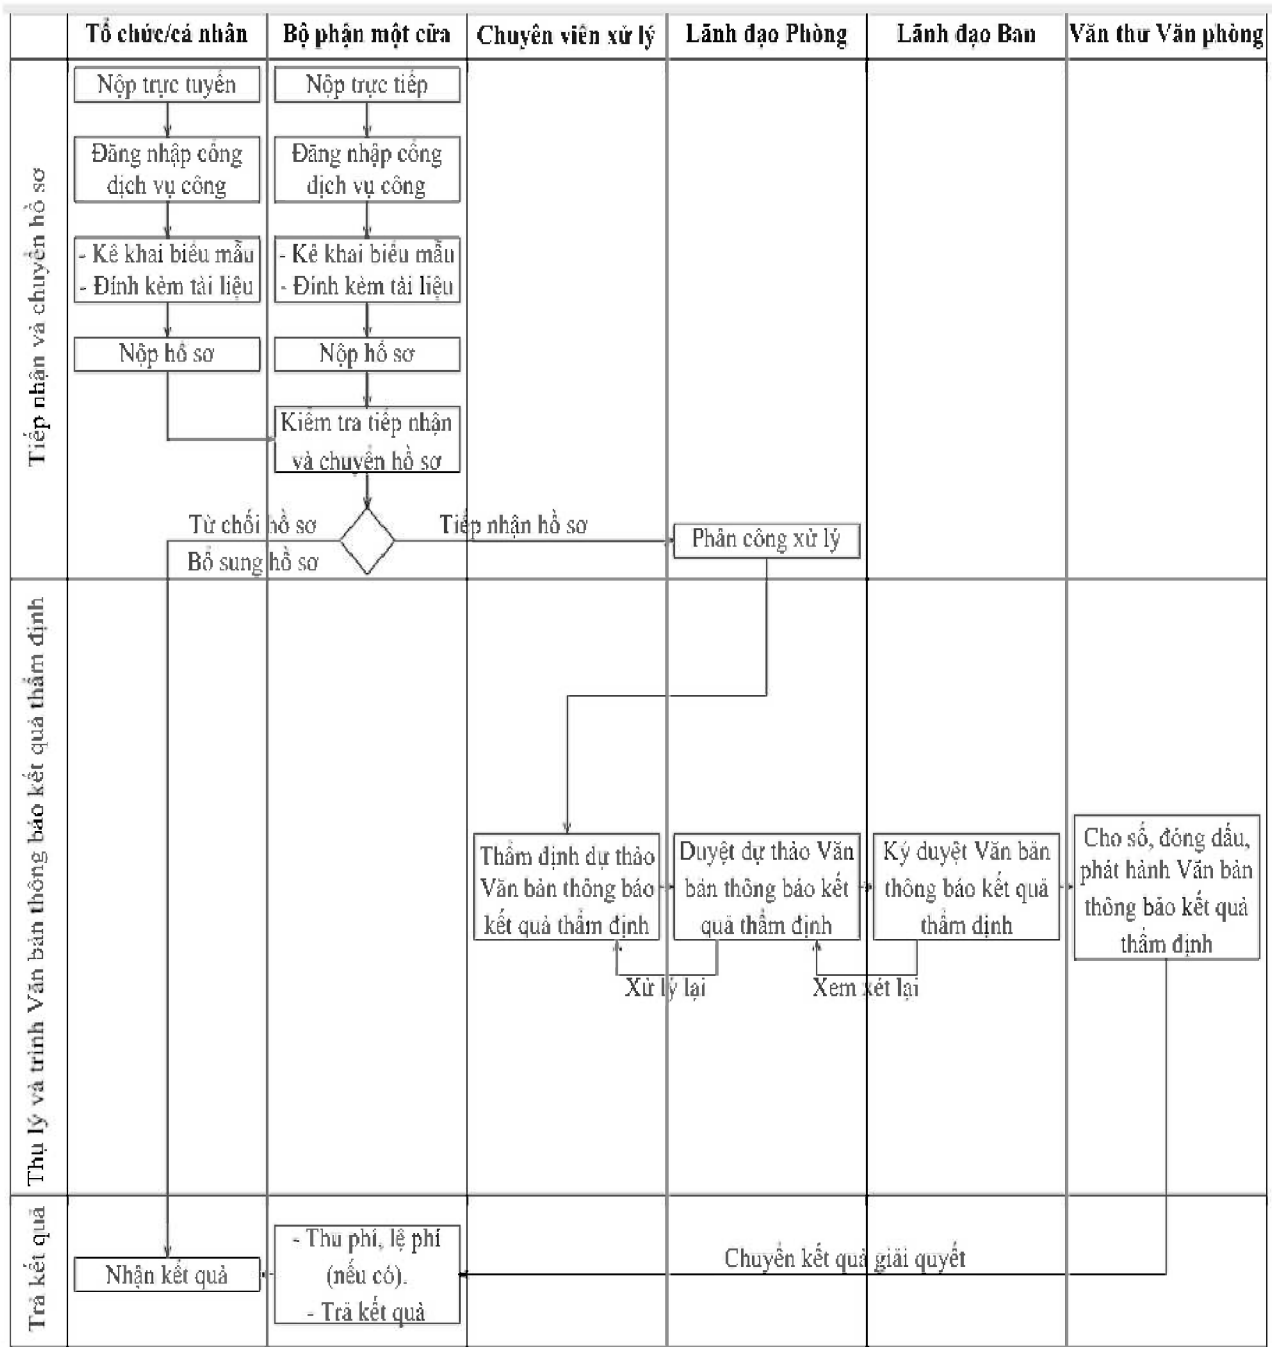 Tổ chức/cá nhân
Bộ phận một cửa
Chuyên viên xử lý
Lãnh đạo Phòng
Lãnh đạo Ban
Văn thư Văn phòng
Tiếp nhận và chuyển hồ sơ
Nộp trực tuyến
Nộp trực tiếp
Đăng nhập cổng
dịch vụ công
Đăng nhập cổng
dịch vụ công
- Kê khai biểu mẫu
- Đính kèm tài liệu
- Kê khai biểu mẫu
- Đính kèm tài liệu
Nộp hồ sơ
Nộp hồ sơ
Kiểm tra tiếp nhận
và chuyển hồ sơ
Từ chối hồ sơ
Bổ sung hồ sơ
Tiếp nhận hồ sơ
Phân công xử lý
Thụ lý và trình Văn bản thông báo kết quả thẩm định
Thẩm định dự thảo
Văn bản thông báo
kết quả thẩm định
Duyệt dự thảo Văn
bản thông báo kết
quả thẩm định
Ký duyệt Văn bản
thông báo kết quả
thẩm định
Cho số, đóng dấu,
phát hành Văn bản
thông báo kết quả
thẩm định
Xử lý lại
Xem xét lại
Trả kết quả
Nhận kết quả
- Thu phí, lệ phí
(nếu có).
- Trả kết quả
Chuyển kết quả giải quyết